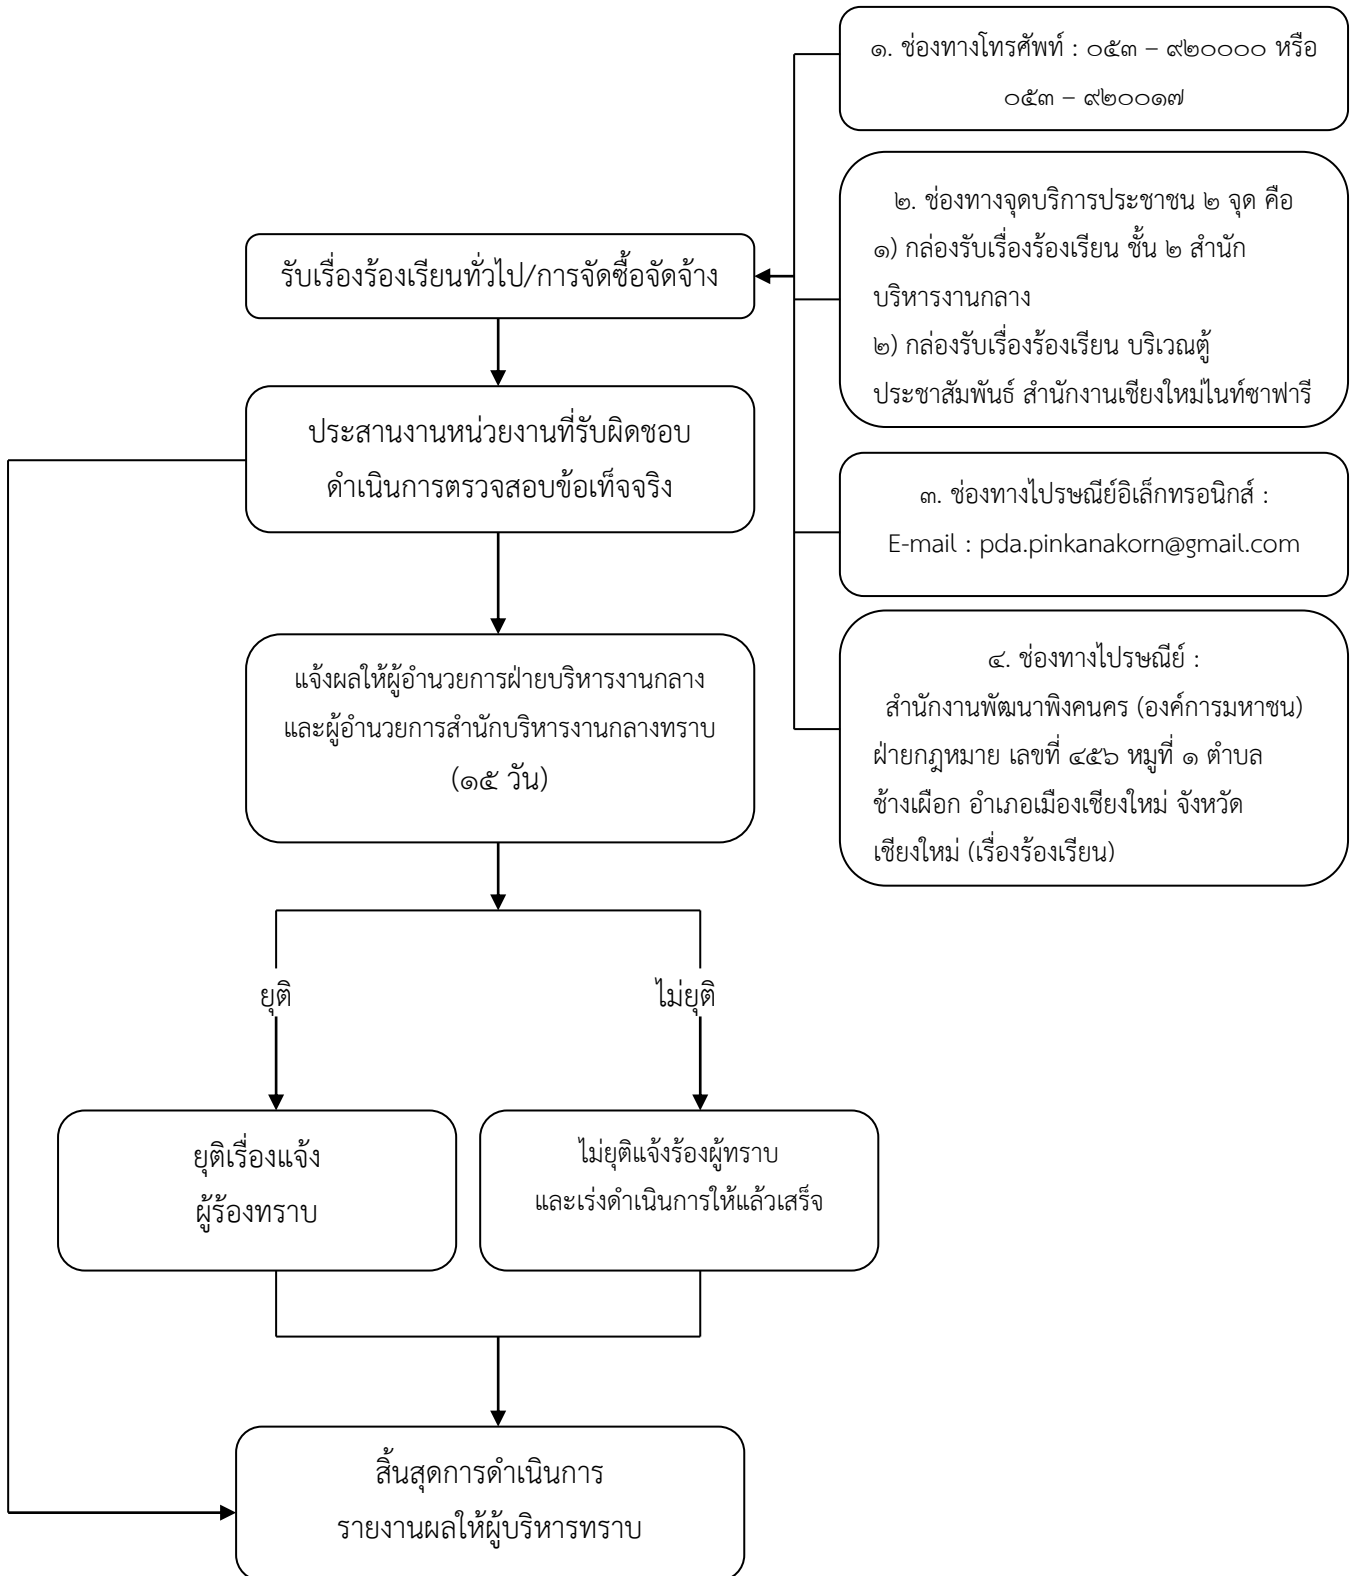 ๑. ช่องทางโทรศัพท์ : ๐๕๓ – ๙๒๐๐๐๐ หรือ
๐๕๓ – ๙๒๐๐๑๗
๒. ช่องทางจุดบริการประชาชน ๒ จุด คือ
๑) กล่องรับเรื่องร้องเรียน ชั้น ๒ สำนัก
บริหารงานกลาง
๒) กล่องรับเรื่องร้องเรียน บริเวณตู้
ประชาสัมพันธ์ สำนักงานเชียงใหม่ไนท์ซาฟารี
๓. ช่องทางไปรษณีย์อิเล็กทรอนิกส์ :
E-mail : pda.pinkanakorn@gmail.com
๔. ช่องทางไปรษณีย์ :
สำนักงานพัฒนาพิงคนคร (องค์การมหาชน)
ฝ่ายกฎหมาย เลขที่ ๔๕๖ หมูที่ ๑ ตำบล
ช้างเผือก อำเภอเมืองเชียงใหม่ จังหวัด
เชียงใหม่ (เรื่องร้องเรียน)
รับเรื่องร้องเรียนทั่วไป/การจัดซื้อจัดจ้าง
ประสานงานหน่วยงานที่รับผิดชอบ
ดำเนินการตรวจสอบข้อเท็จจริง
แจ้งผลให้ผู้อำนวยการฝ่ายบริหารงานกลาง
และผู้อำนวยการสำนักบริหารงานกลางทราบ
(๑๕ วัน)
ยุติ
ไม่ยุติ
ยุติเรื่องแจ้ง
ผู้ร้องทราบ
ไม่ยุติแจ้งร้องผู้ทราบ
และเร่งดำเนินการให้แล้วเสร็จ
สิ้นสุดการดำเนินการ
รายงานผลให้ผู้บริหารทราบ